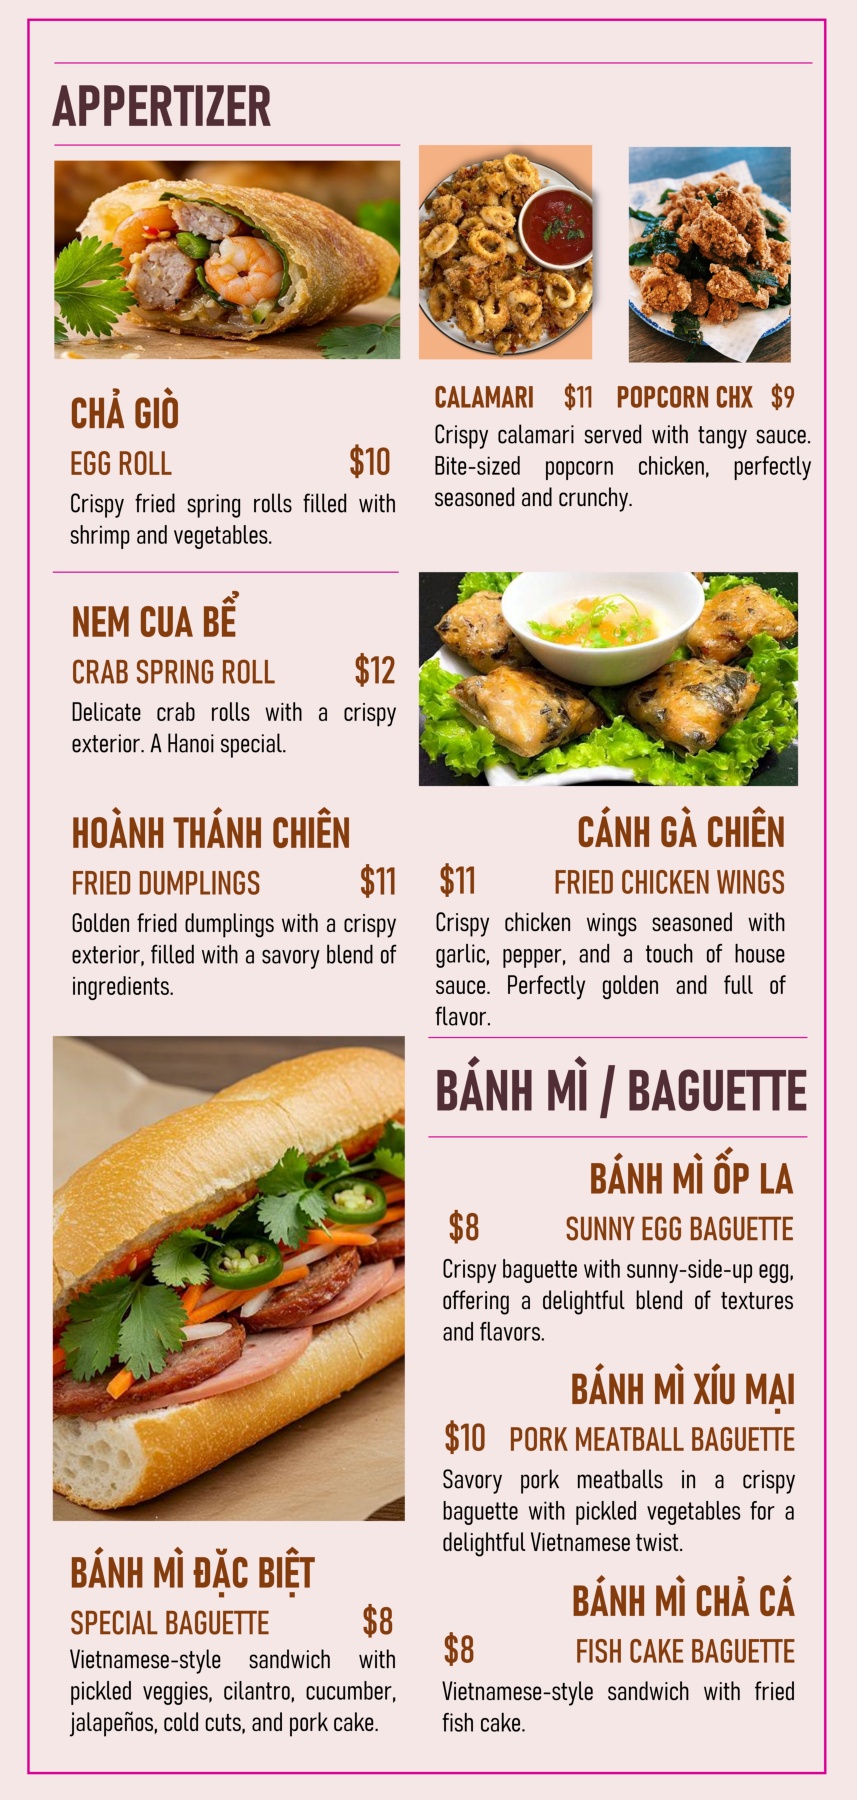 APPERTIZER
CHẢ GIÒ
EGG ROLL $10
Crispy fried spring rolls filled with
shrimp and vegetables.
CALAMARI $11 POPCORN CHX $9
Crispy calamari served with tangy sauce.
Bite-sized popcorn chicken, perfectly
seasoned and crunchy.
NEM CUA BỂ
CRAB SPRING ROLL $12
Delicate crab rolls with a crispy
exterior. A Hanoi special.
HOÀNH THÁNH CHIÊN
FRIED DUMPLINGS $11
Golden fried dumplings with a crispy
exterior, filled with a savory blend of
ingredients.
CÁNH GÀ CHIÊN
$11 FRIED CHICKEN WINGS
Crispy chicken wings seasoned with
garlic, pepper, and a touch of house
sauce. Perfectly golden and full of
flavor.
BÁNH MÌ / BAGUETTE
BÁNH MÌ ỐP LA
$8 SUNNY EGG BAGUETTE
Crispy baguette with sunny-side-up egg,
offering a delightful blend of textures
and flavors.
BÁNH MÌ XÍU MẠI
$10 PORK MEATBALL BAGUETTE
Savory pork meatballs in a crispy
baguette with pickled vegetables for a
delightful Vietnamese twist.
BÁNH MÌ ĐẶC BIỆT
SPECIAL BAGUETTE $8
Vietnamese-style sandwich with
pickled veggies, cilantro, cucumber,
jalapeños, cold cuts, and pork cake.
BÁNH MÌ CHẢ CÁ
$8 FISH CAKE BAGUETTE
Vietnamese-style sandwich with fried
fish cake.